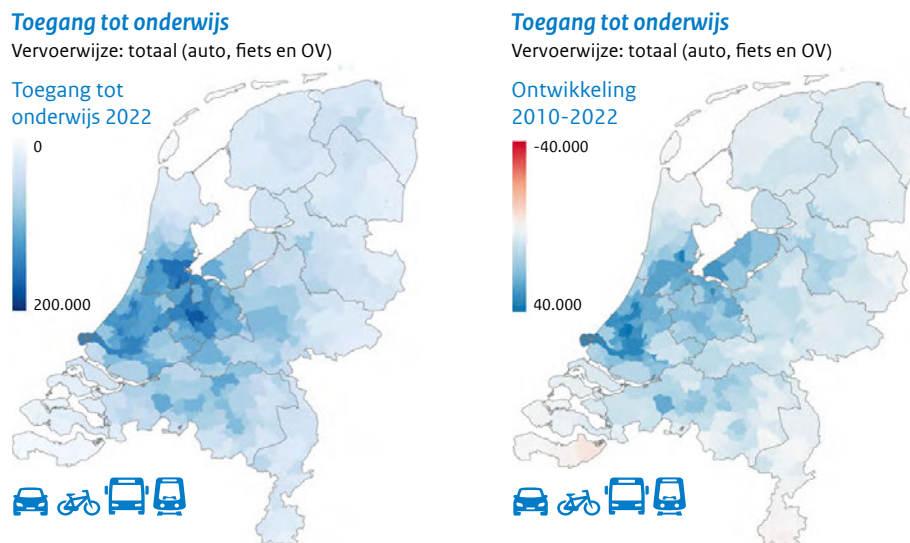 Toegang tot onderwijs
Vervoerwijze: totaal (auto, fiets en OV)
Toegang tot
onderwijs 2022
0
200.000
Toegang tot onderwijs
Vervoerwijze: totaal (auto, fiets en OV)
Ontwikkeling
2010-2022
-40.000
40.000